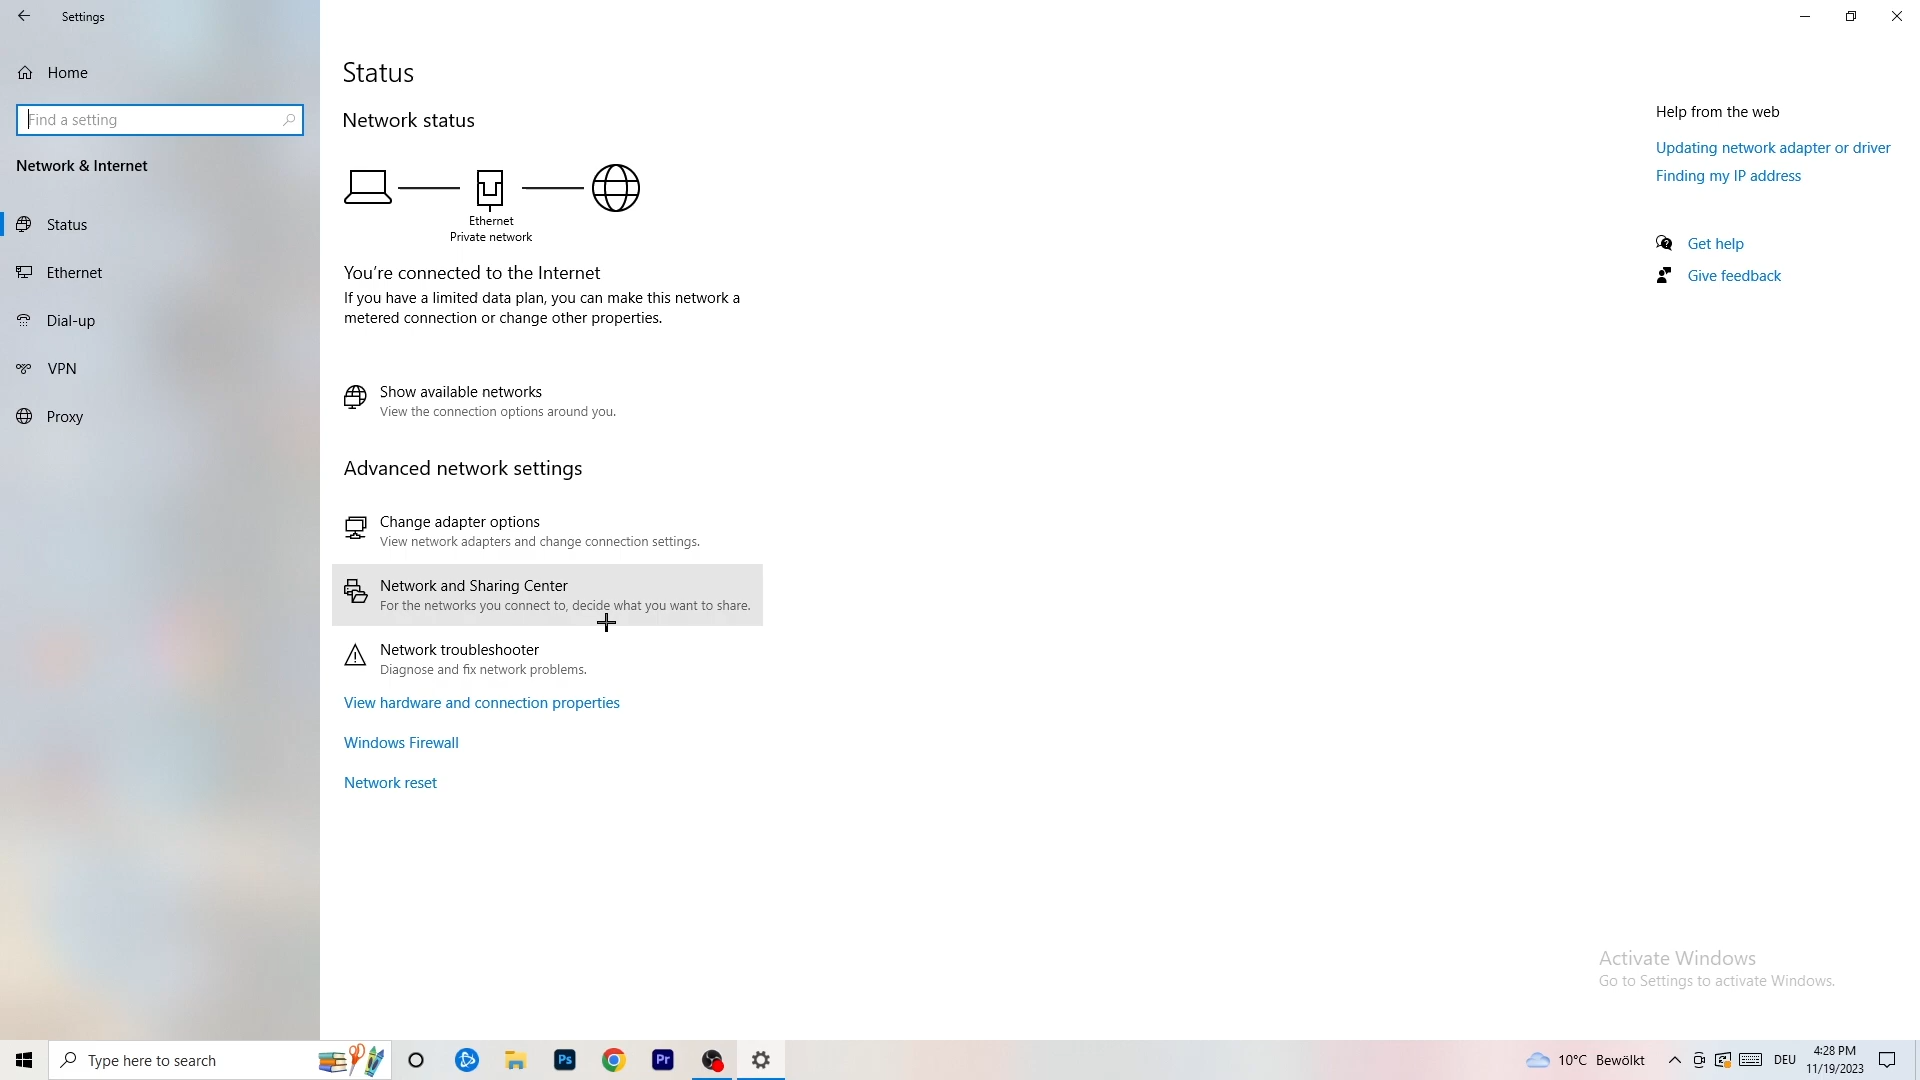 Settings
Home
Find a setting
Network & Internet
Status
Ethernet
Dial-up
VPN
Proxy
Status
Network status
Ethernet
Private network
You're connected to the Internet
If you have a limited data plan, you can make this network a
metered connection or change other properties.
Show available networks
View the connection options around you.
Advanced network settings
Change adapter options
View network adapters and change connection settings.
Network and Sharing Center
For the networks you connect to, decide what you want to share.
Network troubleshooter
Diagnose and fix network problems.
View hardware and connection properties
Windows Firewall
Network reset
Help from the web
Updating network adapter or driver
Finding my IP address
Get help
Give feedback
Activate Windows
Go to Settings to activate Windows.
Type here to search
Ps
Pr
10°C Bewölkt
DEU
4:28 PM
11/19/2023